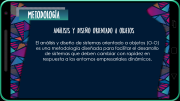 METODOLOGÍA
ANÁLISIS Y DISEÑO ORIENTADO A OBJETOS
El análisis y diseño de sistemas orientado a objetos (O-O)
es una metodología diseñada para facilitar el desarrollo
de sistemas que deben cambiar con rapidez en
respuesta a los entornos empresariales dinámicos.